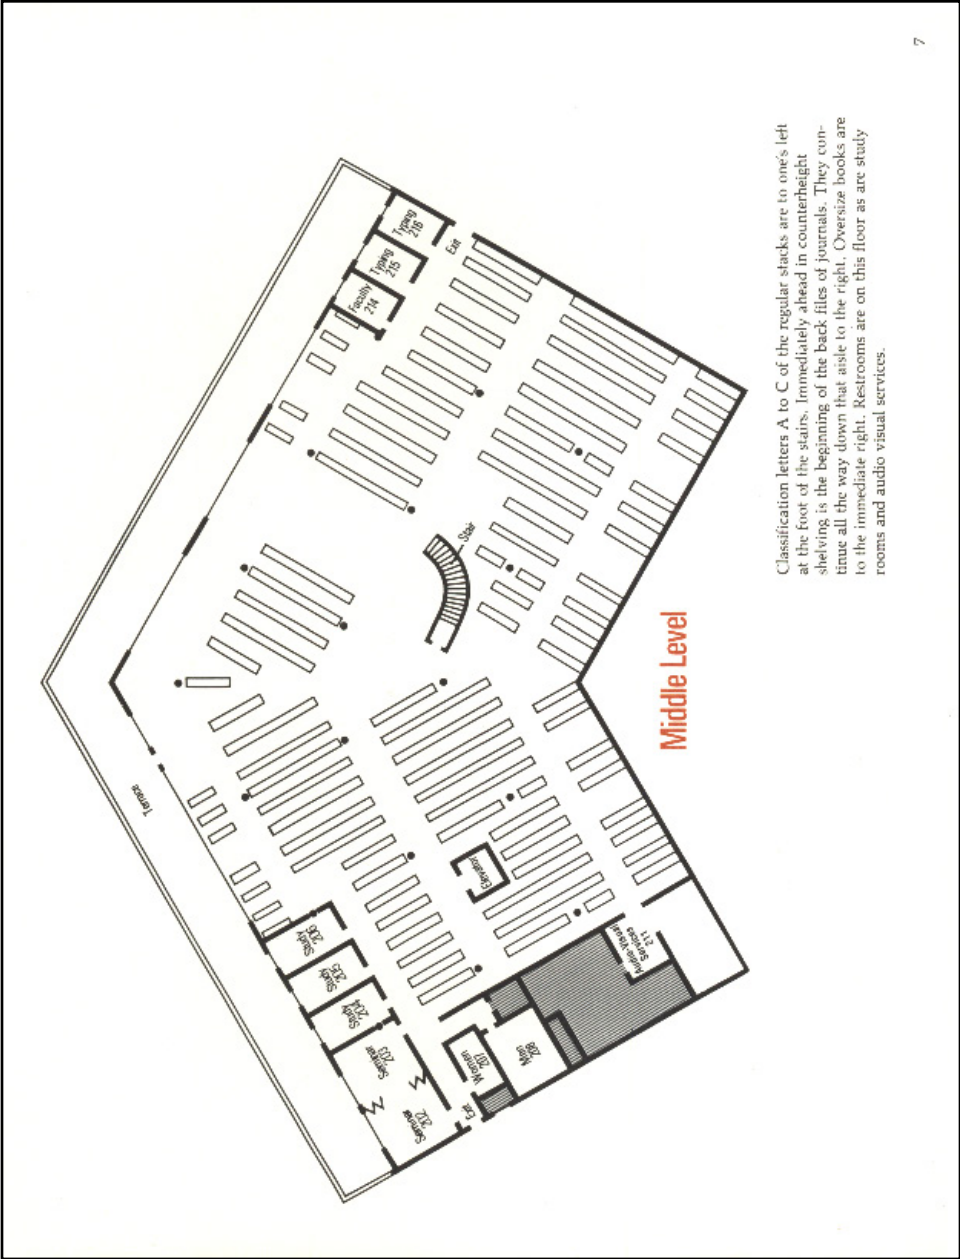 Typing
216
Typing
215
Faculty
214
Exit
Stair
Terrace
Elevator
Study
206
Study
205
Study
204
Seminar
203
Seminar
202
Women
207
Men
208
Exit
Audio-Visual
Services
211
Middle Level
Classification letters A to C of the regular stacks are to one's left
at the foot of the stairs. Immediately ahead in counterheight
shelving is the beginning of the back files of journals. They con-
tinue all the way down that aisle to the right. Oversize books are
to the immediate right. Restrooms are on this floor as are study
rooms and audio visual services.
7